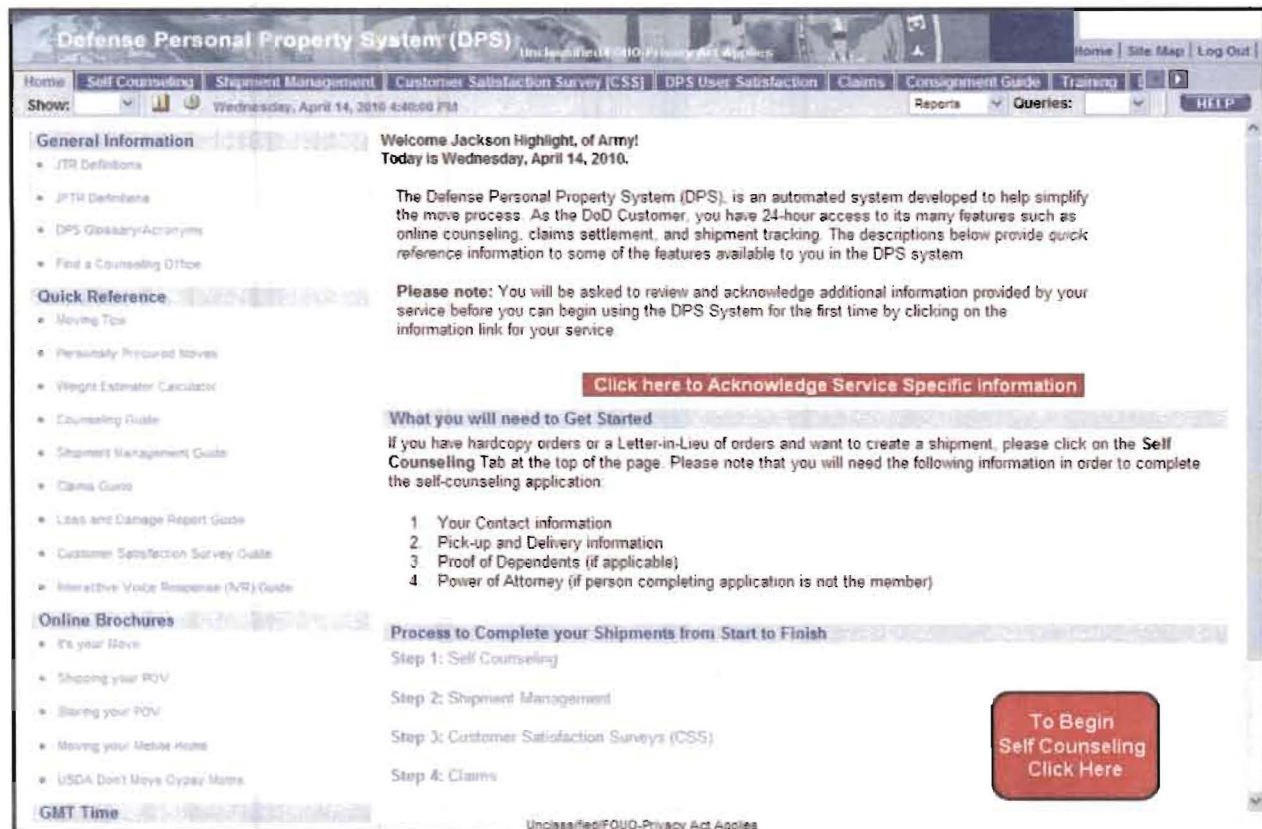 Defense Personal Property System (DPS)
Unclassified/FOUO-Privacy Act Applies
Home | Site Map | Log Out |
Home Self Counseling Shipment Management Customer Satisfaction Survey [CSS] DPS User Satisfaction Claims Consignment Guide Training
Show: Wednesday, April 14, 2010 4:40:00 PM Reports Queries: HELP
General Information
JTR Definitions
JFTR Definitions
DPS Glossary/Acronyms
Find a Counseling Office
Quick Reference
Moving Tips
Personally Procured Moves
Weight Estimator Calculator
Counseling Guide
Shipment Management Guide
Claims Guide
Loss and Damage Report Guide
Customer Satisfaction Survey Guide
Interactive Voice Response (IVR) Guide
Online Brochures
It's your Move
Shipping your POV
Storing your POV
Moving your Mobile Home
USDA Don't Move Gypsy Moths
GMT Time
Welcome Jackson Highlight, of Army!
Today is Wednesday, April 14, 2010.
The Defense Personal Property System (DPS), is an automated system developed to help simplify
the move process. As the DoD Customer, you have 24-hour access to its many features such as
online counseling, claims settlement, and shipment tracking. The descriptions below provide quick
reference information to some of the features available to you in the DPS system
Please note: You will be asked to review and acknowledge additional information provided by your
service before you can begin using the DPS System for the first time by clicking on the
information link for your service
Click here to Acknowledge Service Specific Information
What you will need to Get Started
If you have hardcopy orders or a Letter-in-Lieu of orders and want to create a shipment, please click on the Self
Counseling Tab at the top of the page. Please note that you will need the following information in order to complete
the self-counseling application:
1. Your Contact information
2. Pick-up and Delivery information
3. Proof of Dependents (if applicable)
4. Power of Attorney (if person completing application is not the member)
Process to Complete your Shipments from Start to Finish
Step 1: Self Counseling
Step 2: Shipment Management
Step 3: Customer Satisfaction Surveys (CSS)
Step 4: Claims
To Begin
Self Counseling
Click Here
Unclassified/FOUO-Privacy Act Applies